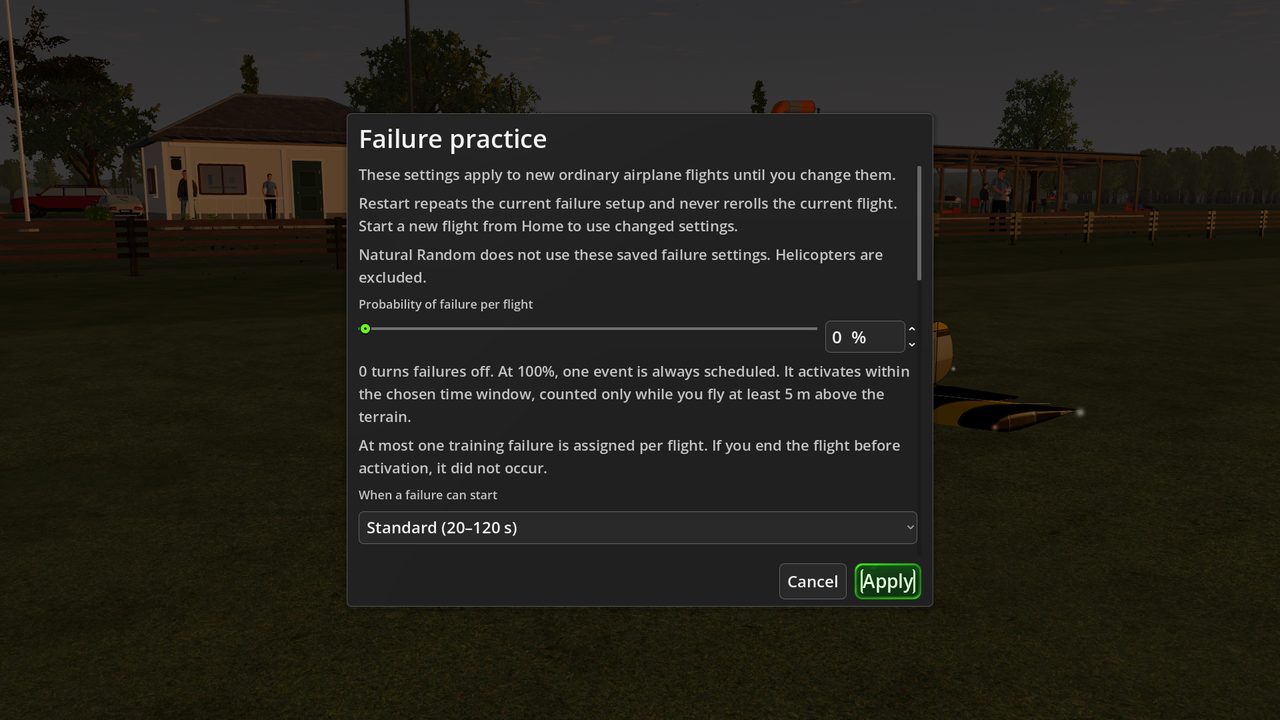 Failure practice
These settings apply to new ordinary airplane flights until you change them.
Restart repeats the current failure setup and never rerolls the current flight.
Start a new flight from Home to use changed settings.
Natural Random does not use these saved failure settings. Helicopters are
excluded.
Probability of failure per flight
0 %
0 turns failures off. At 100%, one event is always scheduled. It activates within
the chosen time window, counted only while you fly at least 5 m above the
terrain.
At most one training failure is assigned per flight. If you end the flight before
activation, it did not occur.
When a failure can start
Standard (20–120 s)
Cancel
Apply